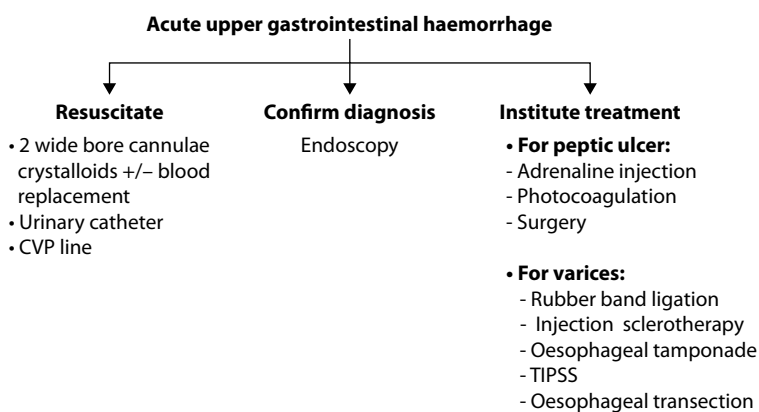 Acute upper gastrointestinal haemorrhage
Resuscitate
• 2 wide bore cannulae
crystalloids +/– blood
replacement
• Urinary catheter
• CVP line
Confirm diagnosis
Endoscopy
Institute treatment
• For peptic ulcer:
- Adrenaline injection
- Photocoagulation
- Surgery
• For varices:
- Rubber band ligation
- Injection sclerotherapy
- Oesophageal tamponade
- TIPSS
- Oesophageal transection